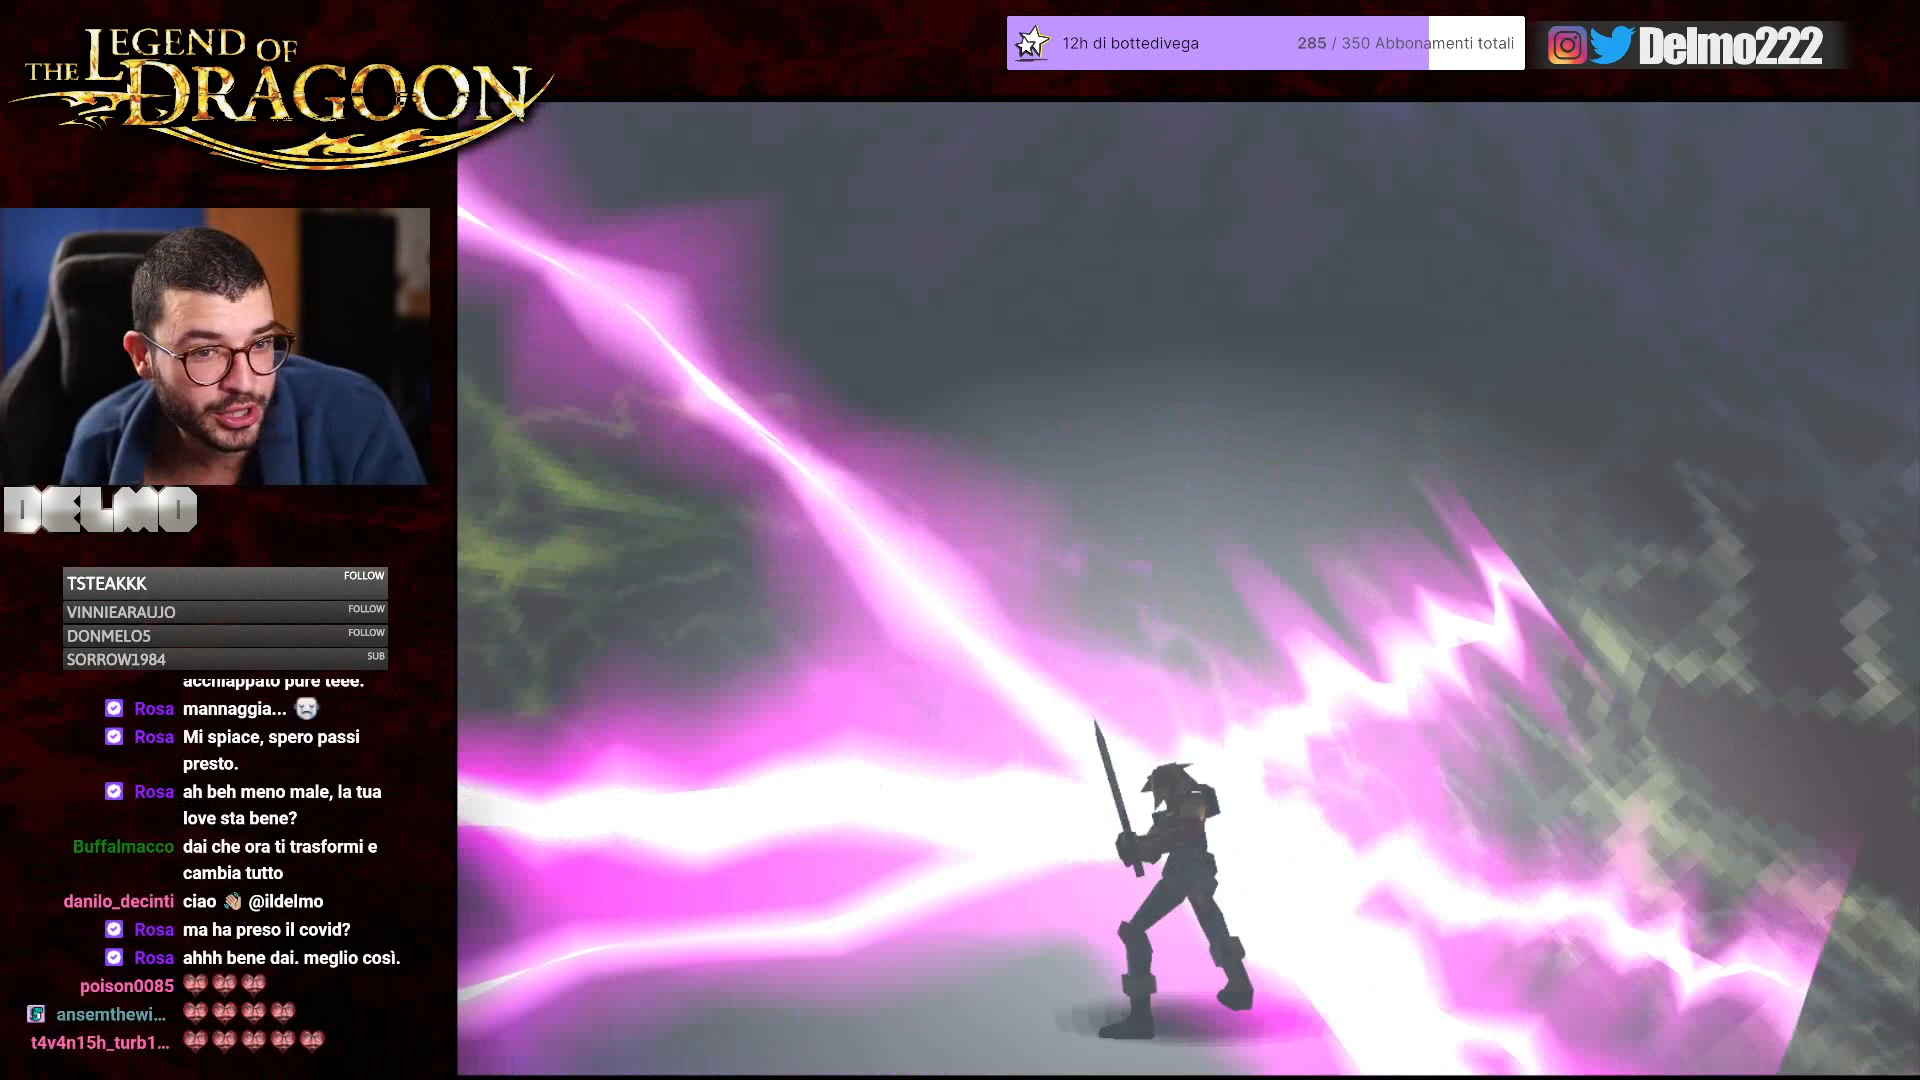 THE LEGEND OF
DRAGOON
12h di bottedivega
285 / 350 Abbonamenti totali
Delmo222
DELMO
TSTEAKKK FOLLOW
VINNIEARAUJO FOLLOW
DONMELO5 FOLLOW
SORROW1984 SUB
acchiappato pure teee.
Rosa mannaggia...
Rosa Mi spiace, spero passi
presto.
Rosa ah beh meno male, la tua
love sta bene?
Buffalmacco dai che ora ti trasformi e
cambia tutto
danilo_decinti ciao @ildelmo
Rosa ma ha preso il covid?
Rosa ahhh bene dai. meglio così.
poison0085
ansemthewi...
t4v4n15h_turb1...